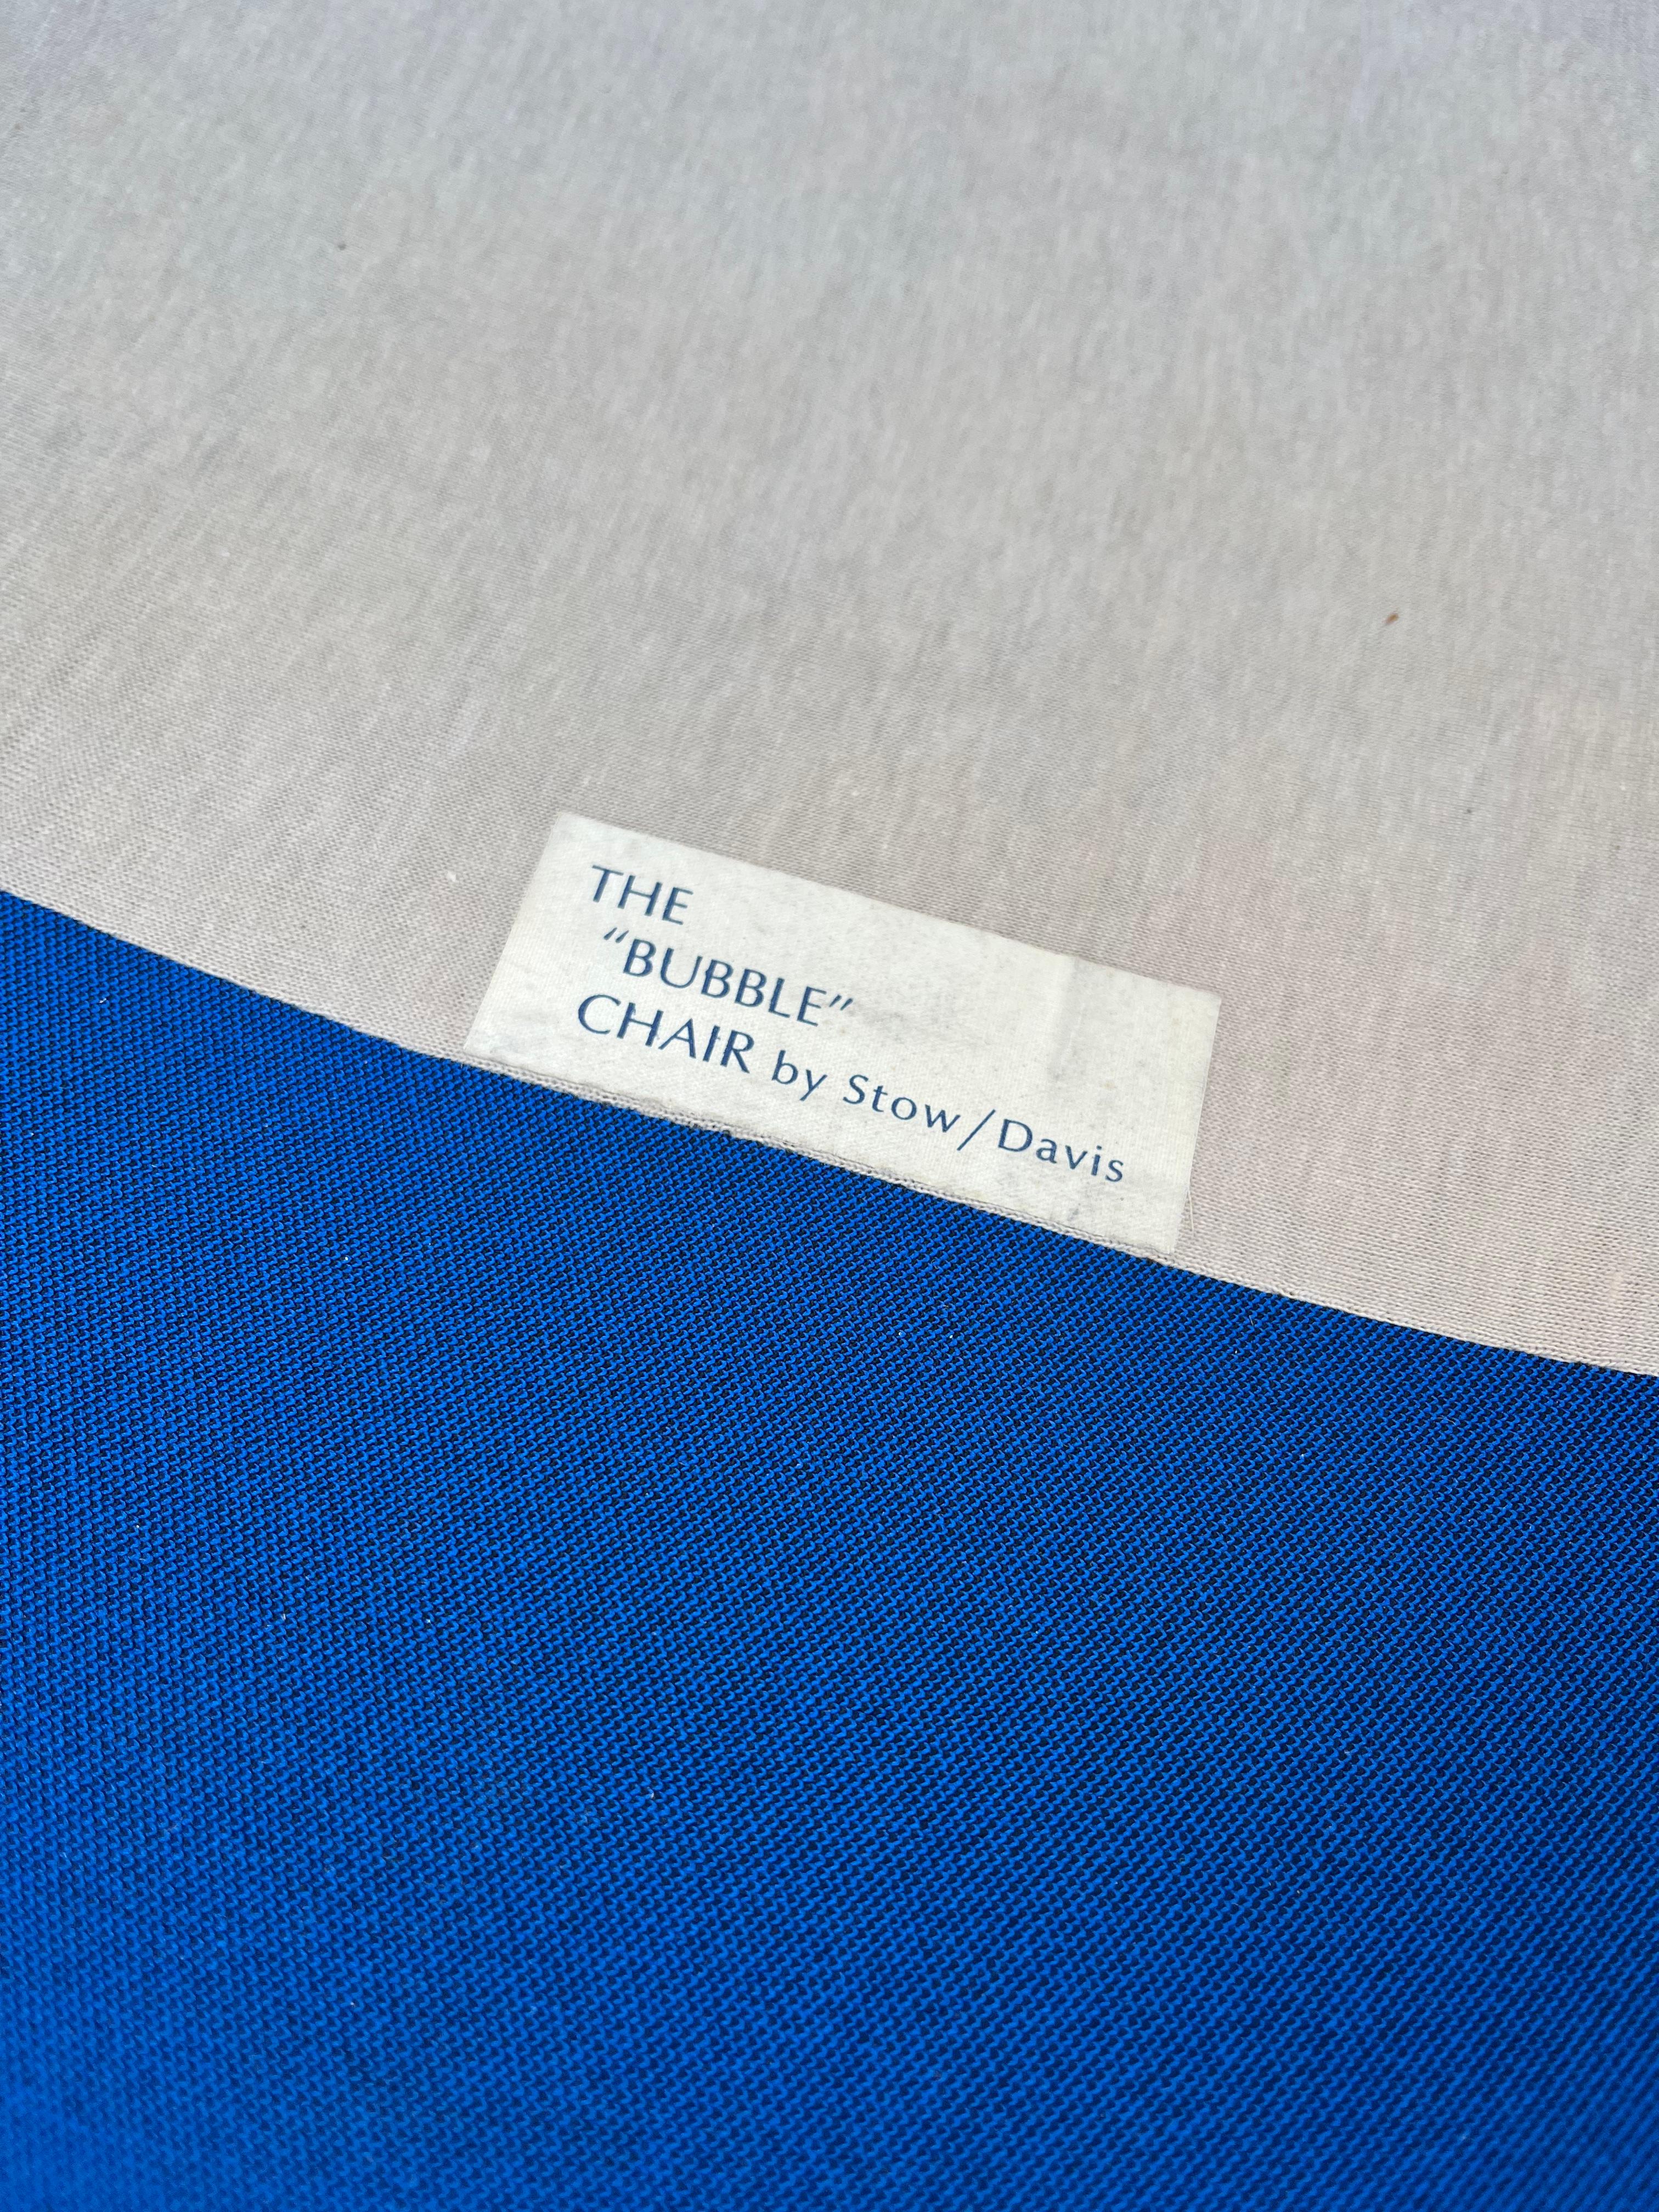 THE
“BUBBLE”
CHAIR by Stow/Davis